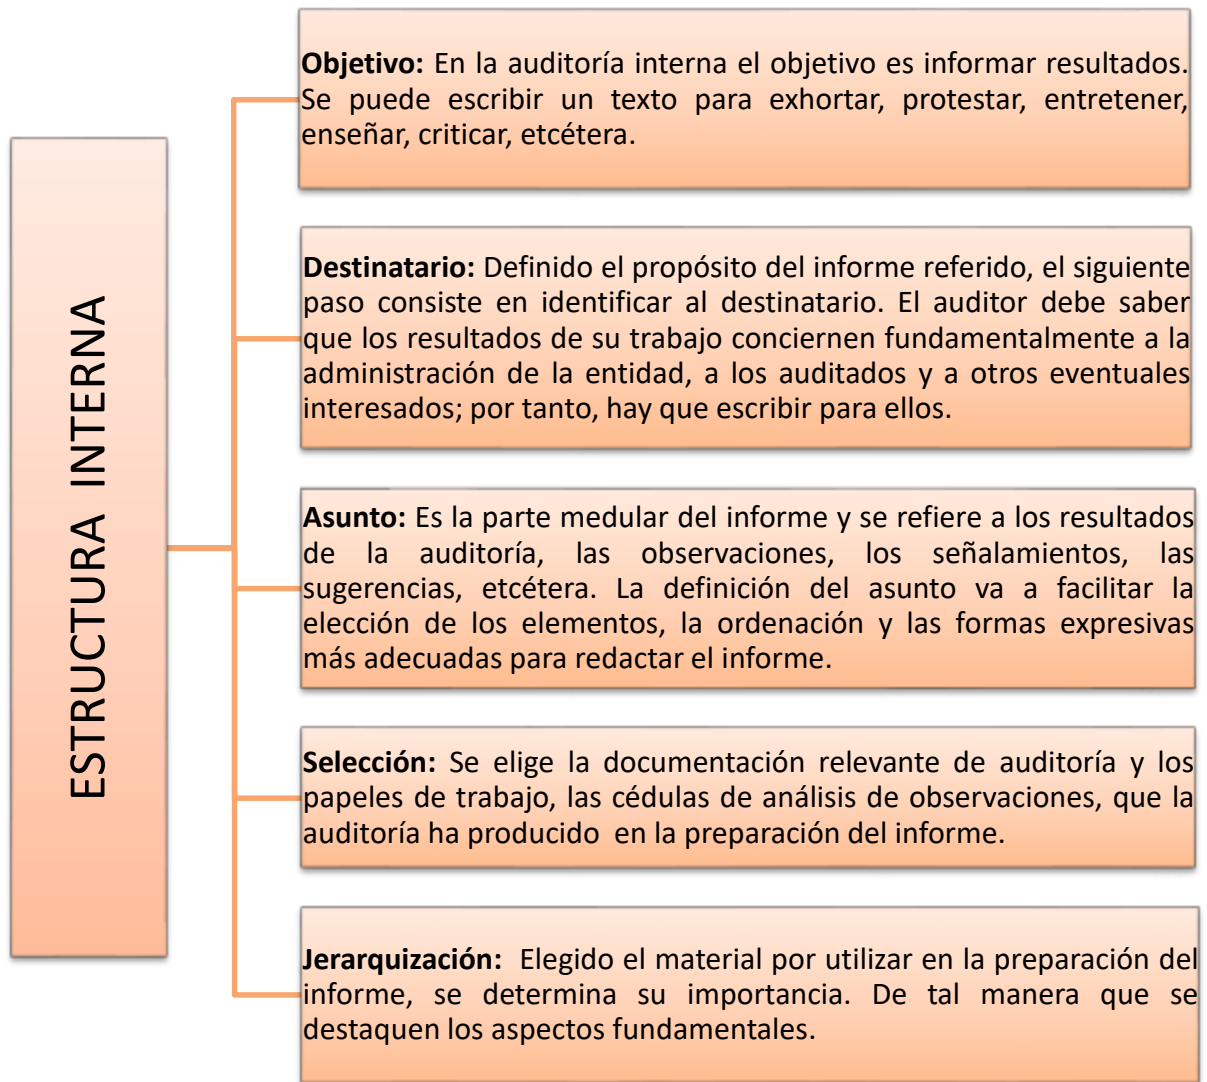 ESTRUCTURA INTERNA
Objetivo: En la auditoría interna el objetivo es informar resultados.
Se puede escribir un texto para exhortar, protestar, entretener,
enseñar, criticar, etcétera.
Destinatario: Definido el propósito del informe referido, el siguiente
paso consiste en identificar al destinatario. El auditor debe saber
que los resultados de su trabajo conciernen fundamentalmente a la
administración de la entidad, a los auditados y a otros eventuales
interesados; por tanto, hay que escribir para ellos.
Asunto: Es la parte medular del informe y se refiere a los resultados
de la auditoría, las observaciones, los señalamientos, las
sugerencias, etcétera. La definición del asunto va a facilitar la
elección de los elementos, la ordenación y las formas expresivas
más adecuadas para redactar el informe.
Selección: Se elige la documentación relevante de auditoría y los
papeles de trabajo, las cédulas de análisis de observaciones, que la
auditoría ha producido en la preparación del informe.
Jerarquización: Elegido el material por utilizar en la preparación del
informe, se determina su importancia. De tal manera que se
destaquen los aspectos fundamentales.